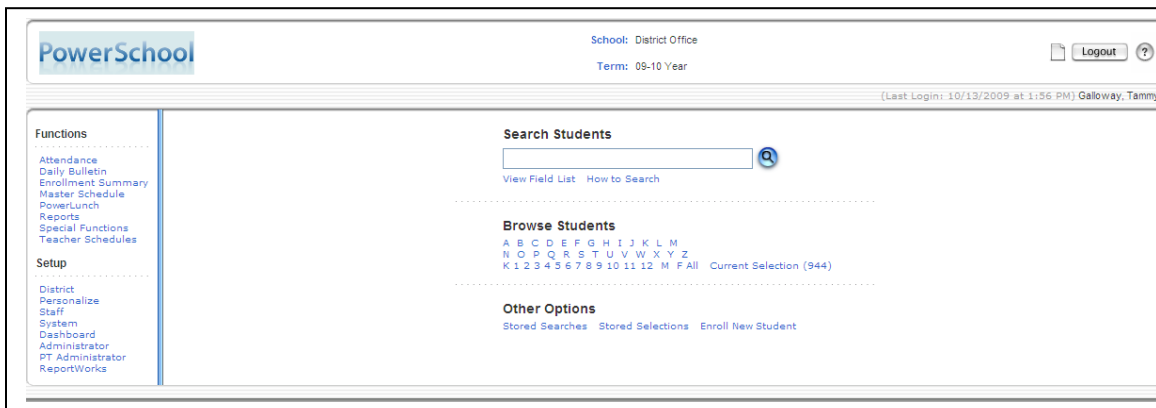 PowerSchool
School: District Office
Term: 09-10 Year
Logout ?
(Last Login: 10/13/2009 at 1:56 PM) Galloway, Tammy
Functions
Attendance
Daily Bulletin
Enrollment Summary
Master Schedule
PowerLunch
Reports
Special Functions
Teacher Schedules
Setup
District
Personalize
Staff
System
Dashboard
Administrator
PT Administrator
ReportWorks
Search Students
View Field List How to Search
Browse Students
A B C D E F G H I J K L M
N O P Q R S T U V W X Y Z
K 1 2 3 4 5 6 7 8 9 10 11 12 M F All Current Selection (944)
Other Options
Stored Searches Stored Selections Enroll New Student